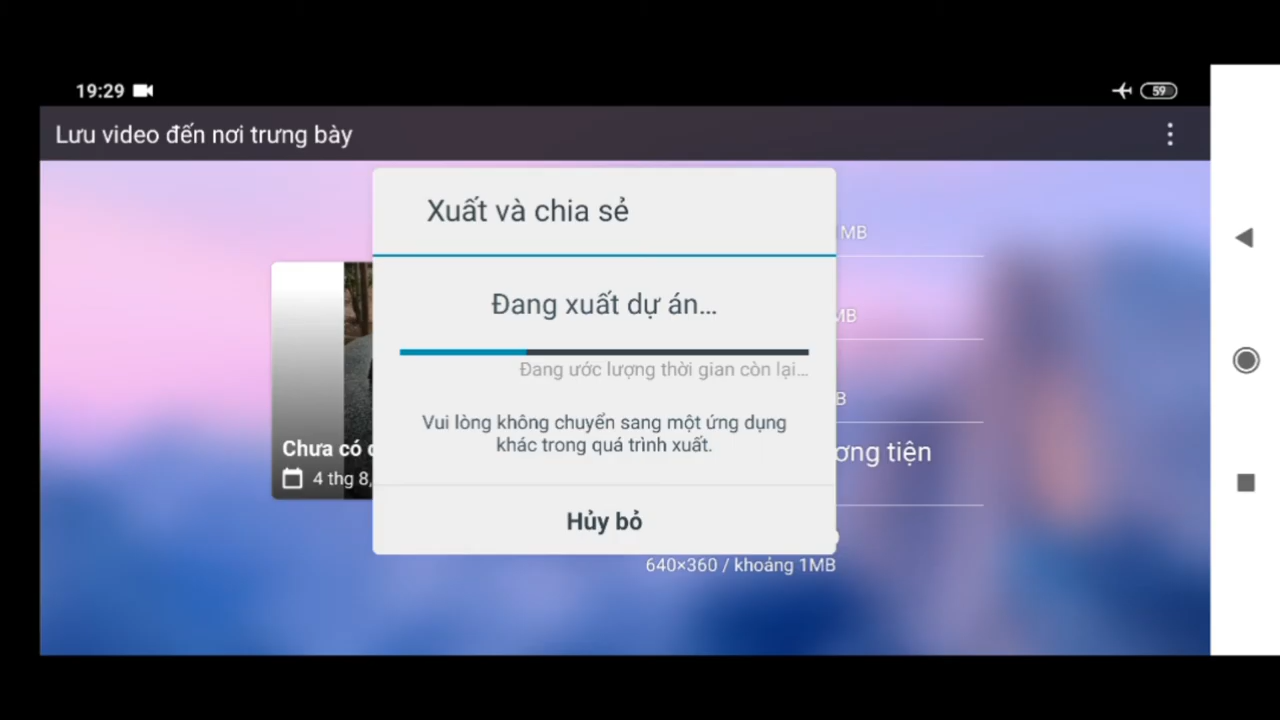 19:29
59
Lưu video đến nơi trưng bày
Xuất và chia sẻ
MB
Đang xuất dự án...
MB
Đang ước lượng thời gian còn lại...
Vui lòng không chuyển sang một ứng dụng
khác trong quá trình xuất.
Chưa có
4 thg 8,
ơng tiện
Hủy bỏ
640×360 / khoảng 1MB